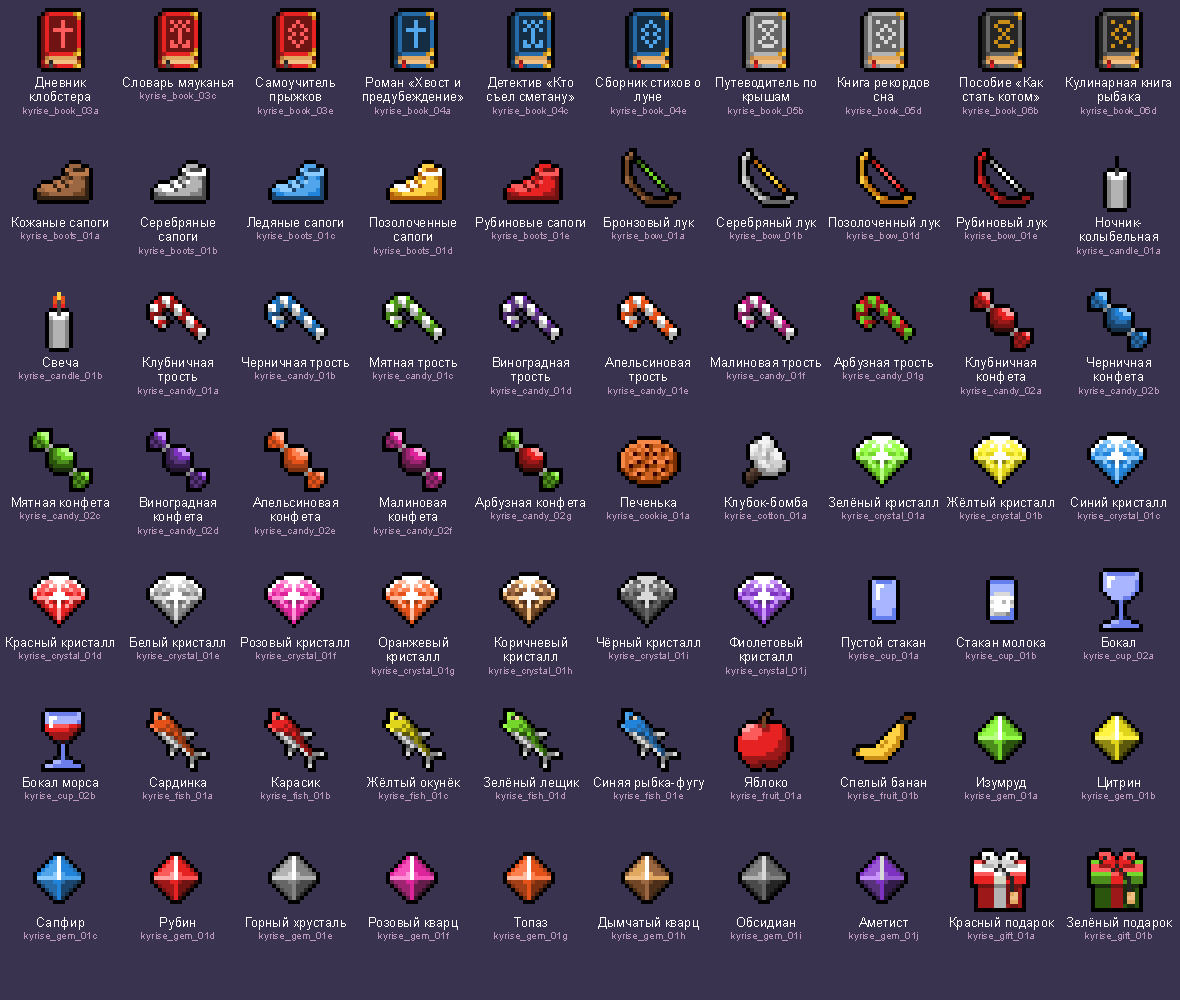 Дневник клобстера
kyrise_book_03a
Словарь мяуканья
kyrise_book_03c
Самоучитель прыжков
kyrise_book_03e
Роман «Хвост и предубеждение»
kyrise_book_04a
Детектив «Кто съел сметану»
kyrise_book_04c
Сборник стихов о луне
kyrise_book_04e
Путеводитель по крышам
kyrise_book_05b
Книга рекордов сна
kyrise_book_05d
Пособие «Как стать котом»
kyrise_book_06b
Кулинарная книга рыбака
kyrise_book_06d
Кожаные сапоги
kyrise_boots_01a
Серебряные сапоги
kyrise_boots_01b
Ледяные сапоги
kyrise_boots_01c
Позолоченные сапоги
kyrise_boots_01d
Рубиновые сапоги
kyrise_boots_01e
Бронзовый лук
kyrise_bow_01a
Серебряный лук
kyrise_bow_01b
Позолоченный лук
kyrise_bow_01d
Рубиновый лук
kyrise_bow_01e
Ночник-колыбельная
kyrise_candle_01a
Свеча
kyrise_candle_01b
Клубничная трость
kyrise_candy_01a
Черничная трость
kyrise_candy_01b
Мятная трость
kyrise_candy_01c
Виноградная трость
kyrise_candy_01d
Апельсиновая трость
kyrise_candy_01e
Малиновая трость
kyrise_candy_01f
Арбузная трость
kyrise_candy_01g
Клубничная конфета
kyrise_candy_02a
Черничная конфета
kyrise_candy_02b
Мятная конфета
kyrise_candy_02c
Виноградная конфета
kyrise_candy_02d
Апельсиновая конфета
kyrise_candy_02e
Малиновая конфета
kyrise_candy_02f
Арбузная конфета
kyrise_candy_02g
Печенька
kyrise_cookie_01a
Клубок-бомба
kyrise_cotton_01a
Зелёный кристалл
kyrise_crystal_01a
Жёлтый кристалл
kyrise_crystal_01b
Синий кристалл
kyrise_crystal_01c
Красный кристалл
kyrise_crystal_01d
Белый кристалл
kyrise_crystal_01e
Розовый кристалл
kyrise_crystal_01f
Оранжевый кристалл
kyrise_crystal_01g
Коричневый кристалл
kyrise_crystal_01h
Чёрный кристалл
kyrise_crystal_01i
Фиолетовый кристалл
kyrise_crystal_01j
Пустой стакан
kyrise_cup_01a
Стакан молока
kyrise_cup_01b
Бокал
kyrise_cup_02a
Бокал морса
kyrise_cup_02b
Сардинка
kyrise_fish_01a
Карасик
kyrise_fish_01b
Жёлтый окунёк
kyrise_fish_01c
Зелёный лещик
kyrise_fish_01d
Синяя рыбка-фугу
kyrise_fish_01e
Яблоко
kyrise_fruit_01a
Спелый банан
kyrise_fruit_01b
Изумруд
kyrise_gem_01a
Цитрин
kyrise_gem_01b
Сапфир
kyrise_gem_01c
Рубин
kyrise_gem_01d
Горный хрусталь
kyrise_gem_01e
Розовый кварц
kyrise_gem_01f
Топаз
kyrise_gem_01g
Дымчатый кварц
kyrise_gem_01h
Обсидиан
kyrise_gem_01i
Аметист
kyrise_gem_01j
Красный подарок
kyrise_gift_01a
Зелёный подарок
kyrise_gift_01b